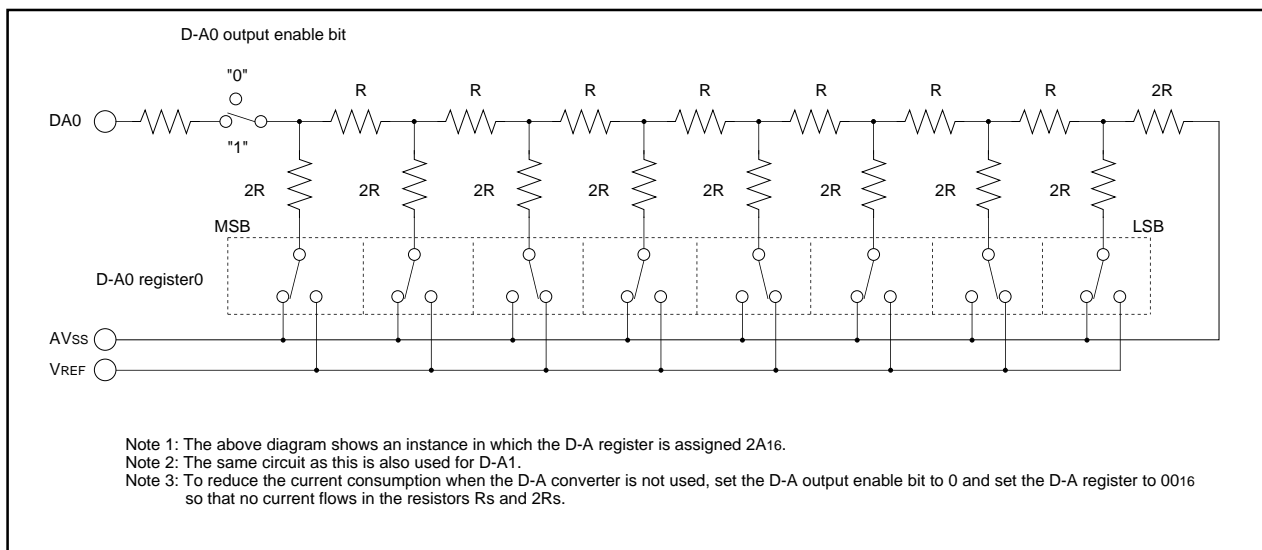 D-A0 output enable bit
"0"
R R R R R R R 2R
DA0
"1"
2R 2R 2R 2R 2R 2R 2R 2R
MSB LSB
D-A0 register0
AVSS
VREF
Note 1: The above diagram shows an instance in which the D-A register is assigned 2A16.
Note 2: The same circuit as this is also used for D-A1.
Note 3: To reduce the current consumption when the D-A converter is not used, set the D-A output enable bit to 0 and set the D-A register to 0016
so that no current flows in the resistors Rs and 2Rs.